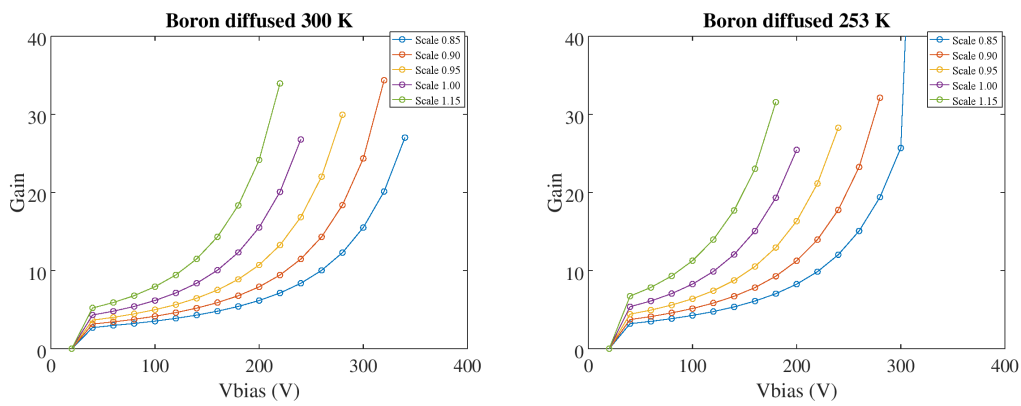 Boron diffused 300 K
40
30
20
10
0
0
100
200
300
400
Gain
Vbias (V)
Scale 0.85
Scale 0.90
Scale 0.95
Scale 1.00
Scale 1.15
Boron diffused 253 K
40
30
20
10
0
0
100
200
300
400
Gain
Vbias (V)
Scale 0.85
Scale 0.90
Scale 0.95
Scale 1.00
Scale 1.15